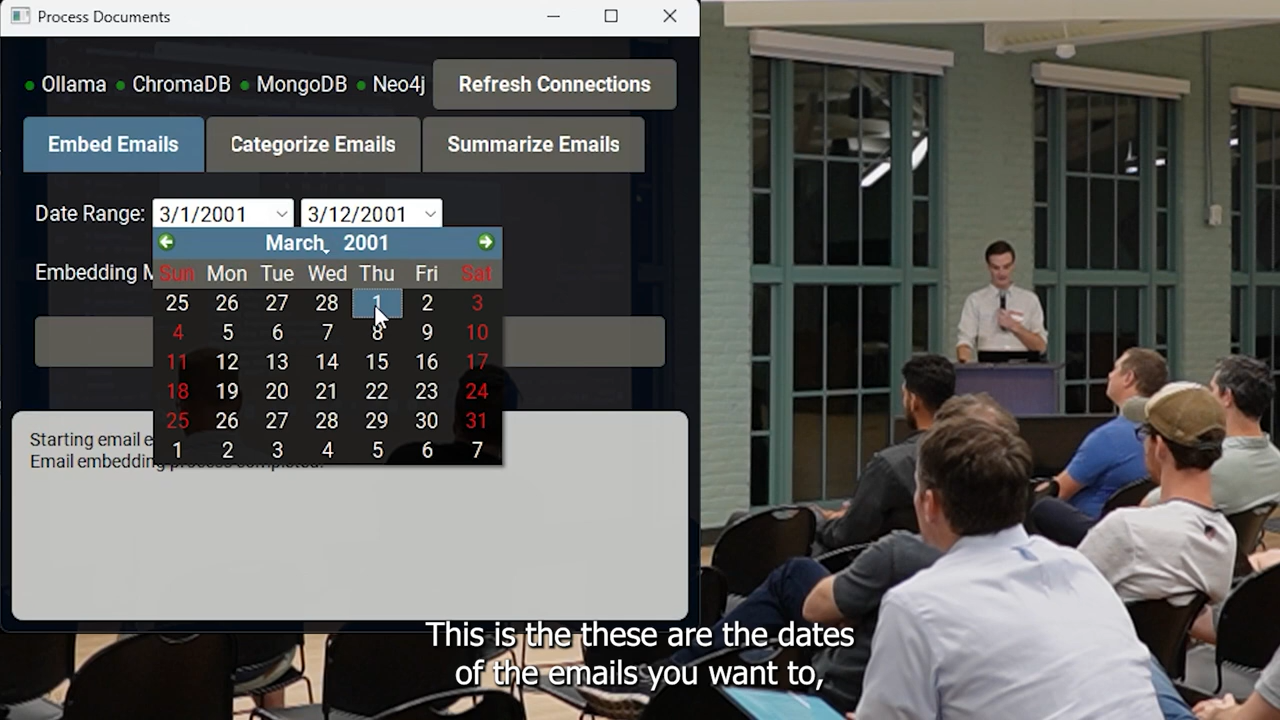 Process Documents
Ollama ChromaDB MongoDB Neo4j Refresh Connections
Embed Emails Categorize Emails Summarize Emails
Date Range: 3/1/2001 3/12/2001
March, 2001
Embedding M
Sun Mon Tue Wed Thu Fri Sat
25 26 27 28 1 2 3
4 5 6 7 8 9 10
11 12 13 14 15 16 17
18 19 20 21 22 23 24
25 26 27 28 29 30 31
1 2 3 4 5 6 7
Starting email e
Email embedding process completed.
This is the these are the dates
of the emails you want to,